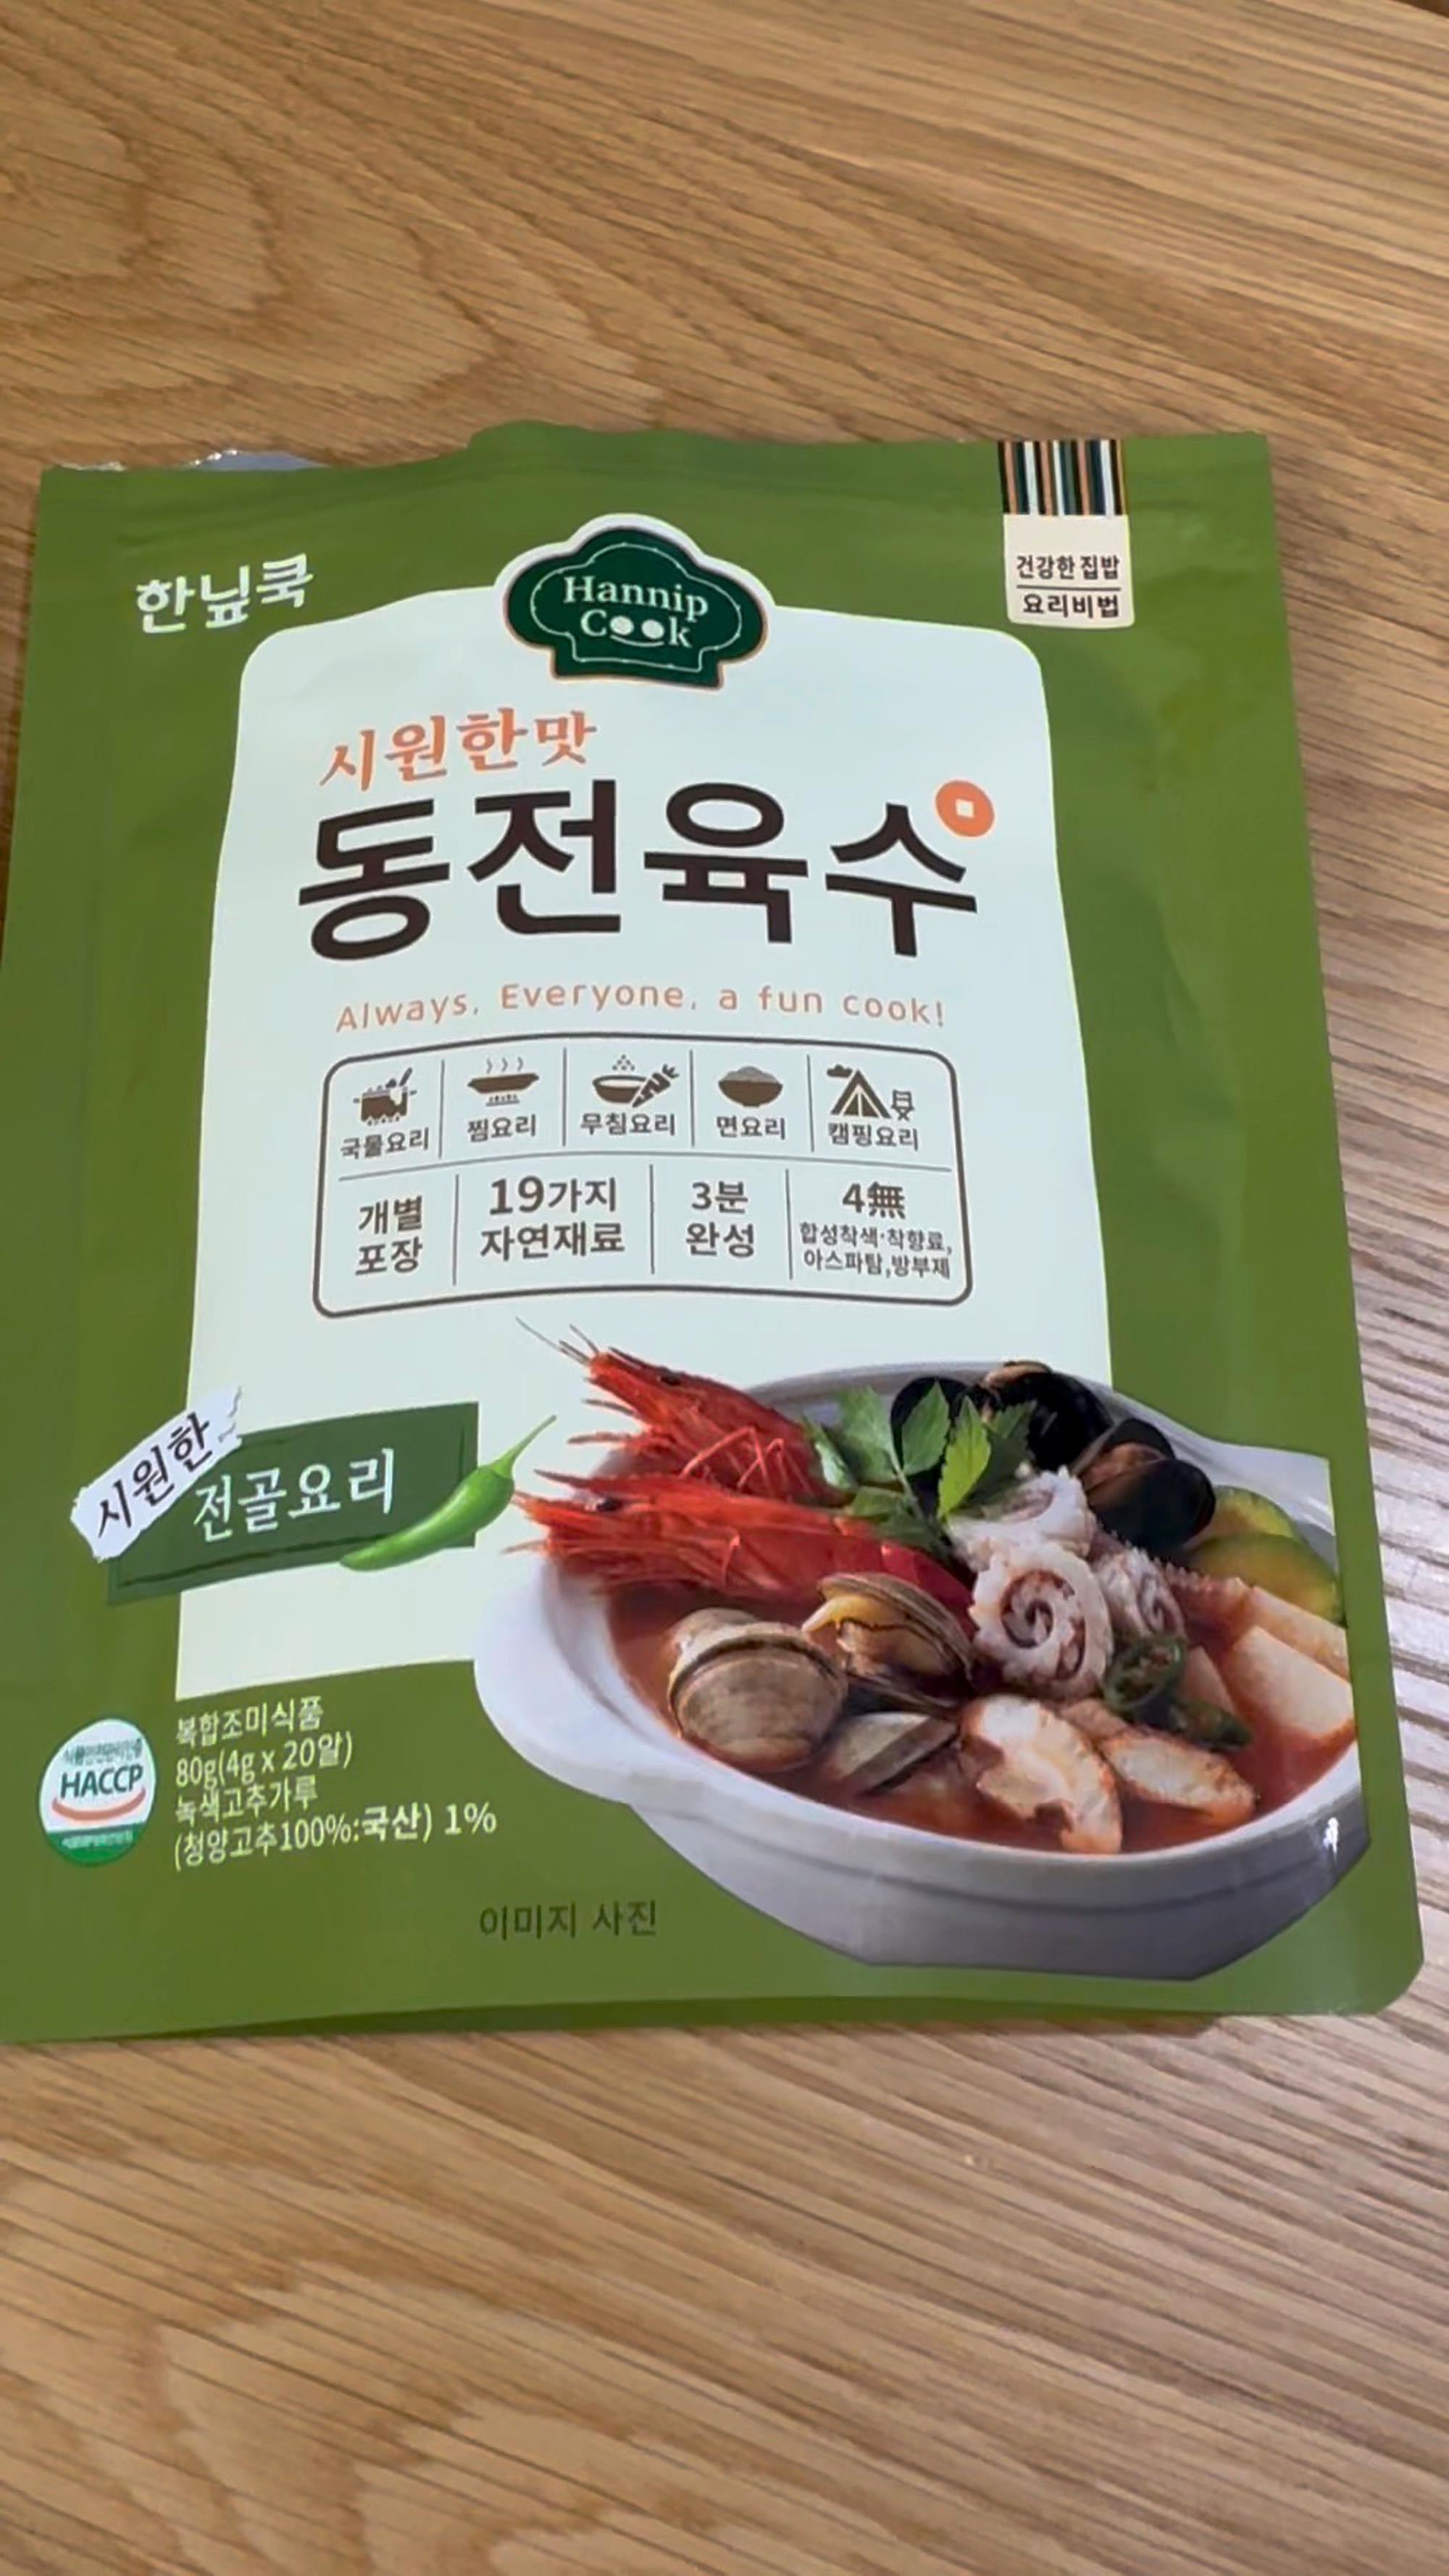 한닢쿡
Hannip
Cook
건강한 집밥
요리비법
시원한맛
동전육수
Always, Everyone, a fun cook!
국물요리 찜요리 무침요리 면요리 캠핑요리
개별
포장
19가지
자연재료
3분
완성
4無
합성착색·착향료,
아스파탐,방부제
시원한
전골요리
HACCP
복합조미식품
80g(4g x 20알)
녹색고추가루
(청양고추100%:국산) 1%
이미지 사진